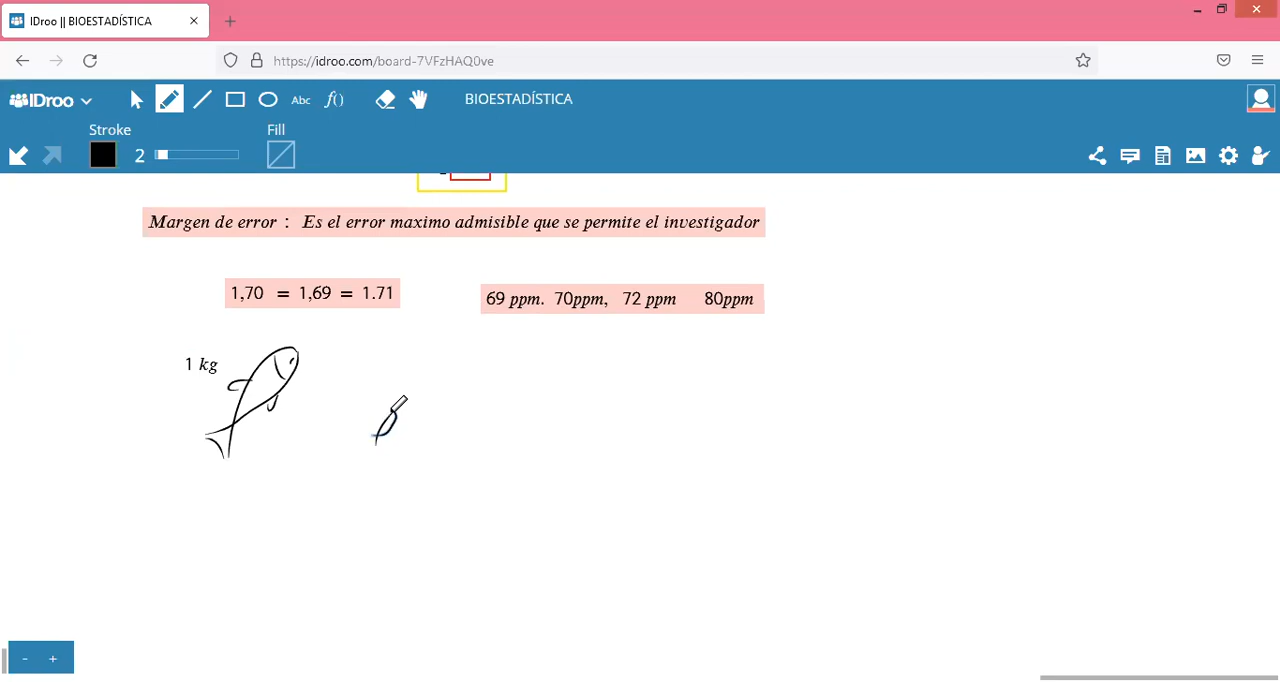 IDroo || BIOESTADÍSTICA
https://idroo.com/board-7VFzHAQ0ve
IDroo Abc f() BIOESTADÍSTICA
Stroke Fill
2
Margen de error : Es el error maximo admisible que se permite el investigador
1,70 = 1,69 = 1.71
69 ppm. 70ppm, 72 ppm 80ppm
1 kg
- +